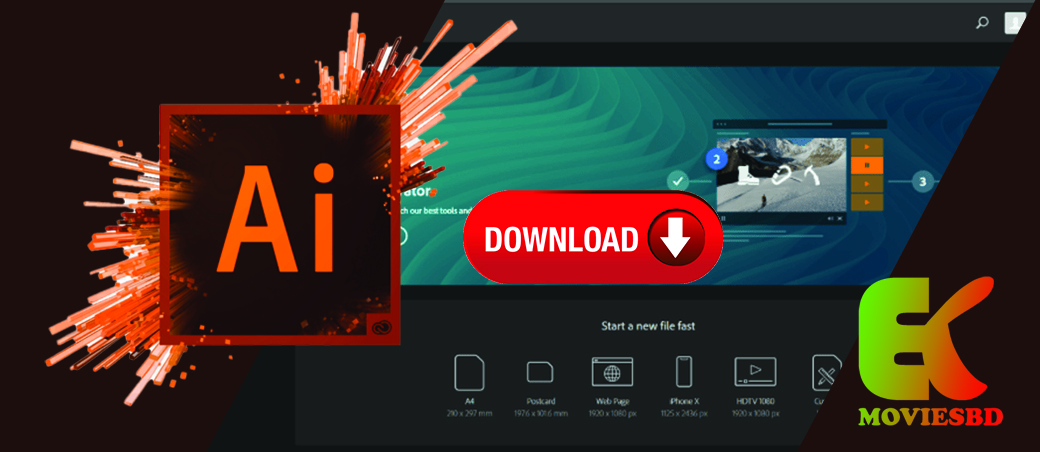 Ai
rator
ch our best tools and
2
3
DOWNLOAD
Start a new file fast
A4
210 x 297 mm
Postcard
197.6 x 101.6 mm
Web Page
1920 x 1080 px
iPhone X
1125 x 2436 px
HDTV 1080
1920 x 1080 px
Cu
EK
MOVIESBD